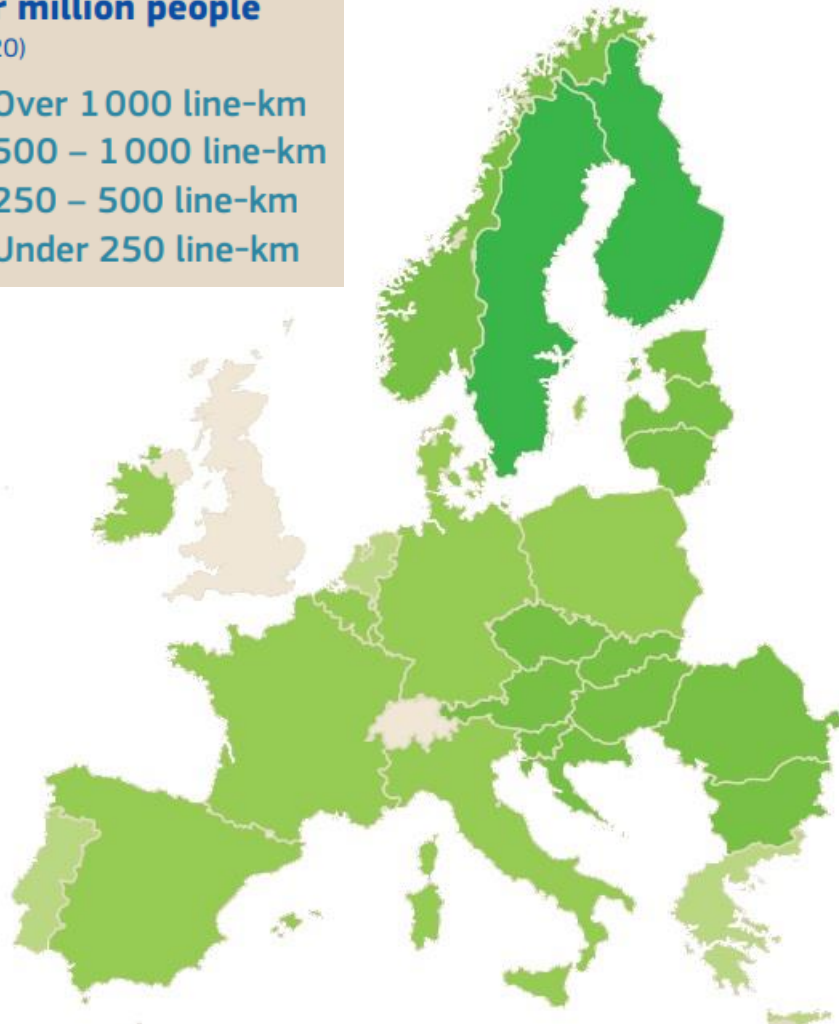 r million people
20)
Over 1 000 line-km
500 – 1 000 line-km
250 – 500 line-km
Under 250 line-km